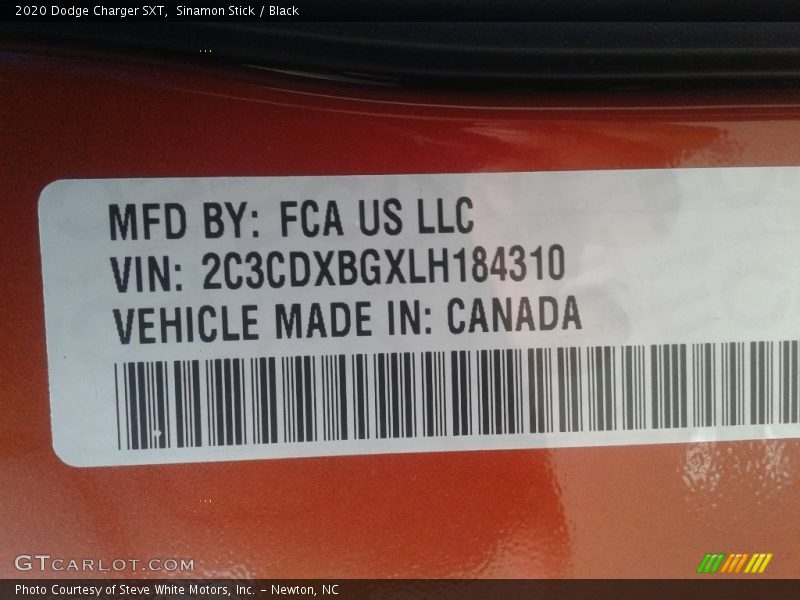 2020 Dodge Charger SXT,  Sinamon Stick / Black
MFD BY: FCA US LLC
VIN: 2C3CDXBGXLH184310
VEHICLE MADE IN: CANADA
GTCARLOT.COM
Photo Courtesy of Steve White Motors, Inc. – Newton, NC